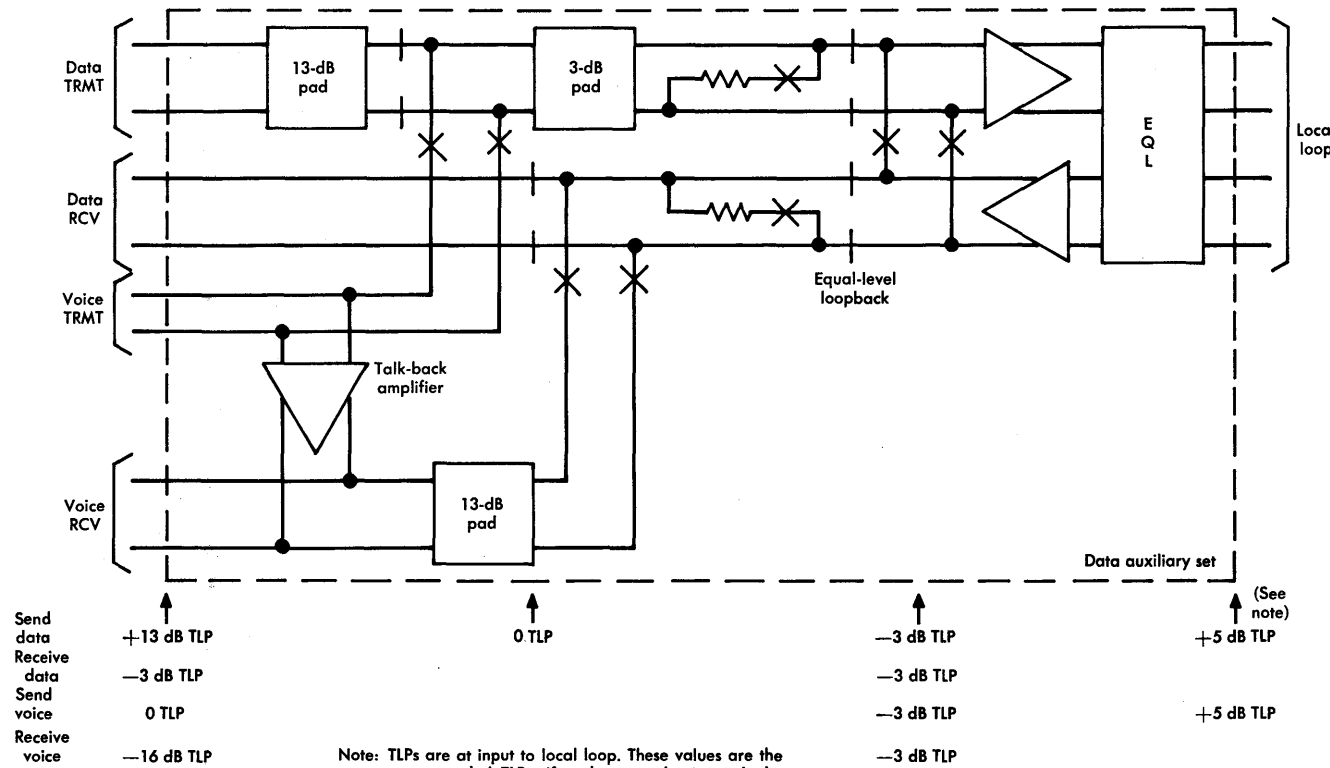 Data
TRMT
13-dB
pad
3-dB
pad
E
Q
L
Loca
loop
Data
RCV
Equal-level
loopback
Voice
TRMT
Talk-back
amplifier
Voice
RCV
13-dB
pad
Data auxiliary set
(See
note)
Send
data +13 dB TLP 0 TLP −3 dB TLP +5 dB TLP
Receive
data −3 dB TLP −3 dB TLP
Send
voice 0 TLP −3 dB TLP +5 dB TLP
Receive
voice −16 dB TLP −3 dB TLP
Note: TLPs are at input to local loop. These values are the